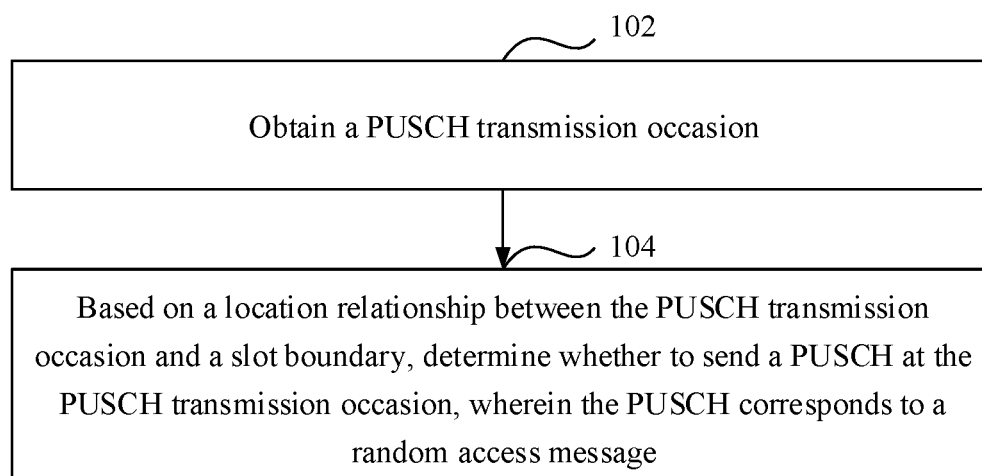 102
Obtain a PUSCH transmission occasion
104
Based on a location relationship between the PUSCH transmission
occasion and a slot boundary, determine whether to send a PUSCH at the
PUSCH transmission occasion, wherein the PUSCH corresponds to a
random access message